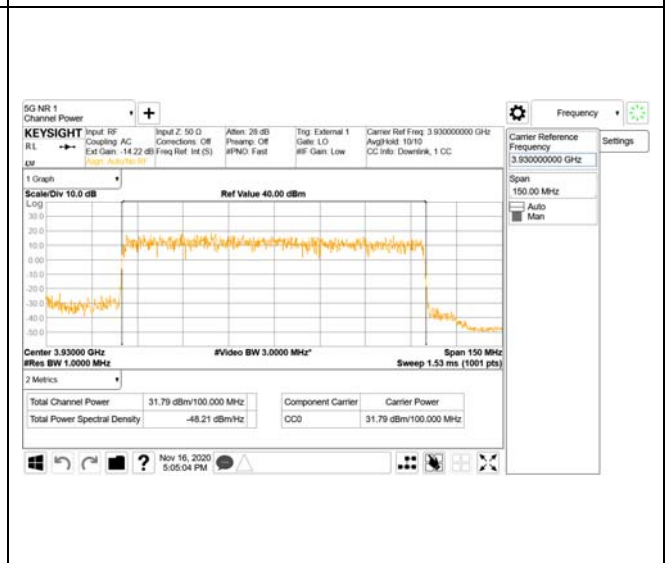 5G NR 1
Channel Power
Frequency
KEYSIGHT
RL
Input: RF
Coupling: AC
Ext Gain: -14.22 dB
Align: Auto/No RF
Input Z: 50 Ω
Corrections: Off
Freq Ref: Int (S)
Atten: 28 dB
Preamp: Off
#PNO: Fast
Trig: External 1
Gate: LO
#IF Gain: Low
Carrier Ref Freq: 3.930000000 GHz
Avg|Hold: 10/10
CC Info: Downlink, 1 CC
Carrier Reference
Frequency
3.930000000 GHz
Settings
Span
150.00 MHz
Auto
Man
1 Graph
Scale/Div 10.0 dB
Ref Value 40.00 dBm
Log
30.0
20.0
10.0
0.00
-10.0
-20.0
-30.0
-40.0
-50.0
Center 3.93000 GHz
#Video BW 3.0000 MHz*
Span 150 MHz
#Res BW 1.0000 MHz
Sweep 1.53 ms (1001 pts)
2 Metrics
Total Channel Power 31.79 dBm/100.000 MHz
Total Power Spectral Density -48.21 dBm/Hz
Component Carrier Carrier Power
CC0 31.79 dBm/100.000 MHz
?
Nov 16, 2020
5:05:04 PM